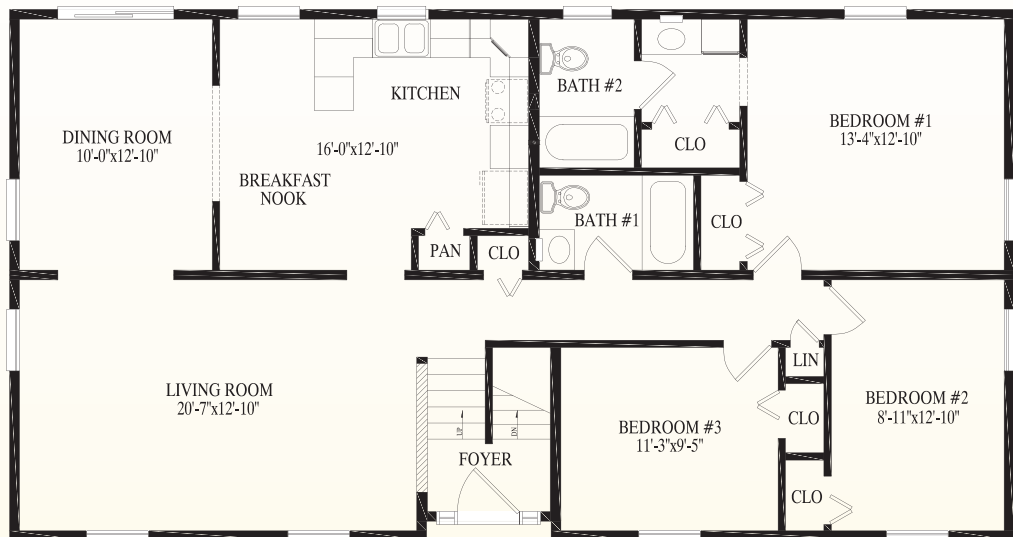 DINING ROOM
10'-0"x12'-10"
KITCHEN
16'-0"x12'-10"
BREAKFAST
NOOK
PAN
CLO
BATH #2
CLO
BATH #1
CLO
BEDROOM #1
13'-4"x12'-10"
LIVING ROOM
20'-7"x12'-10"
UP
DN
FOYER
BEDROOM #3
11'-3"x9'-5"
LIN
CLO
CLO
BEDROOM #2
8'-11"x12'-10"